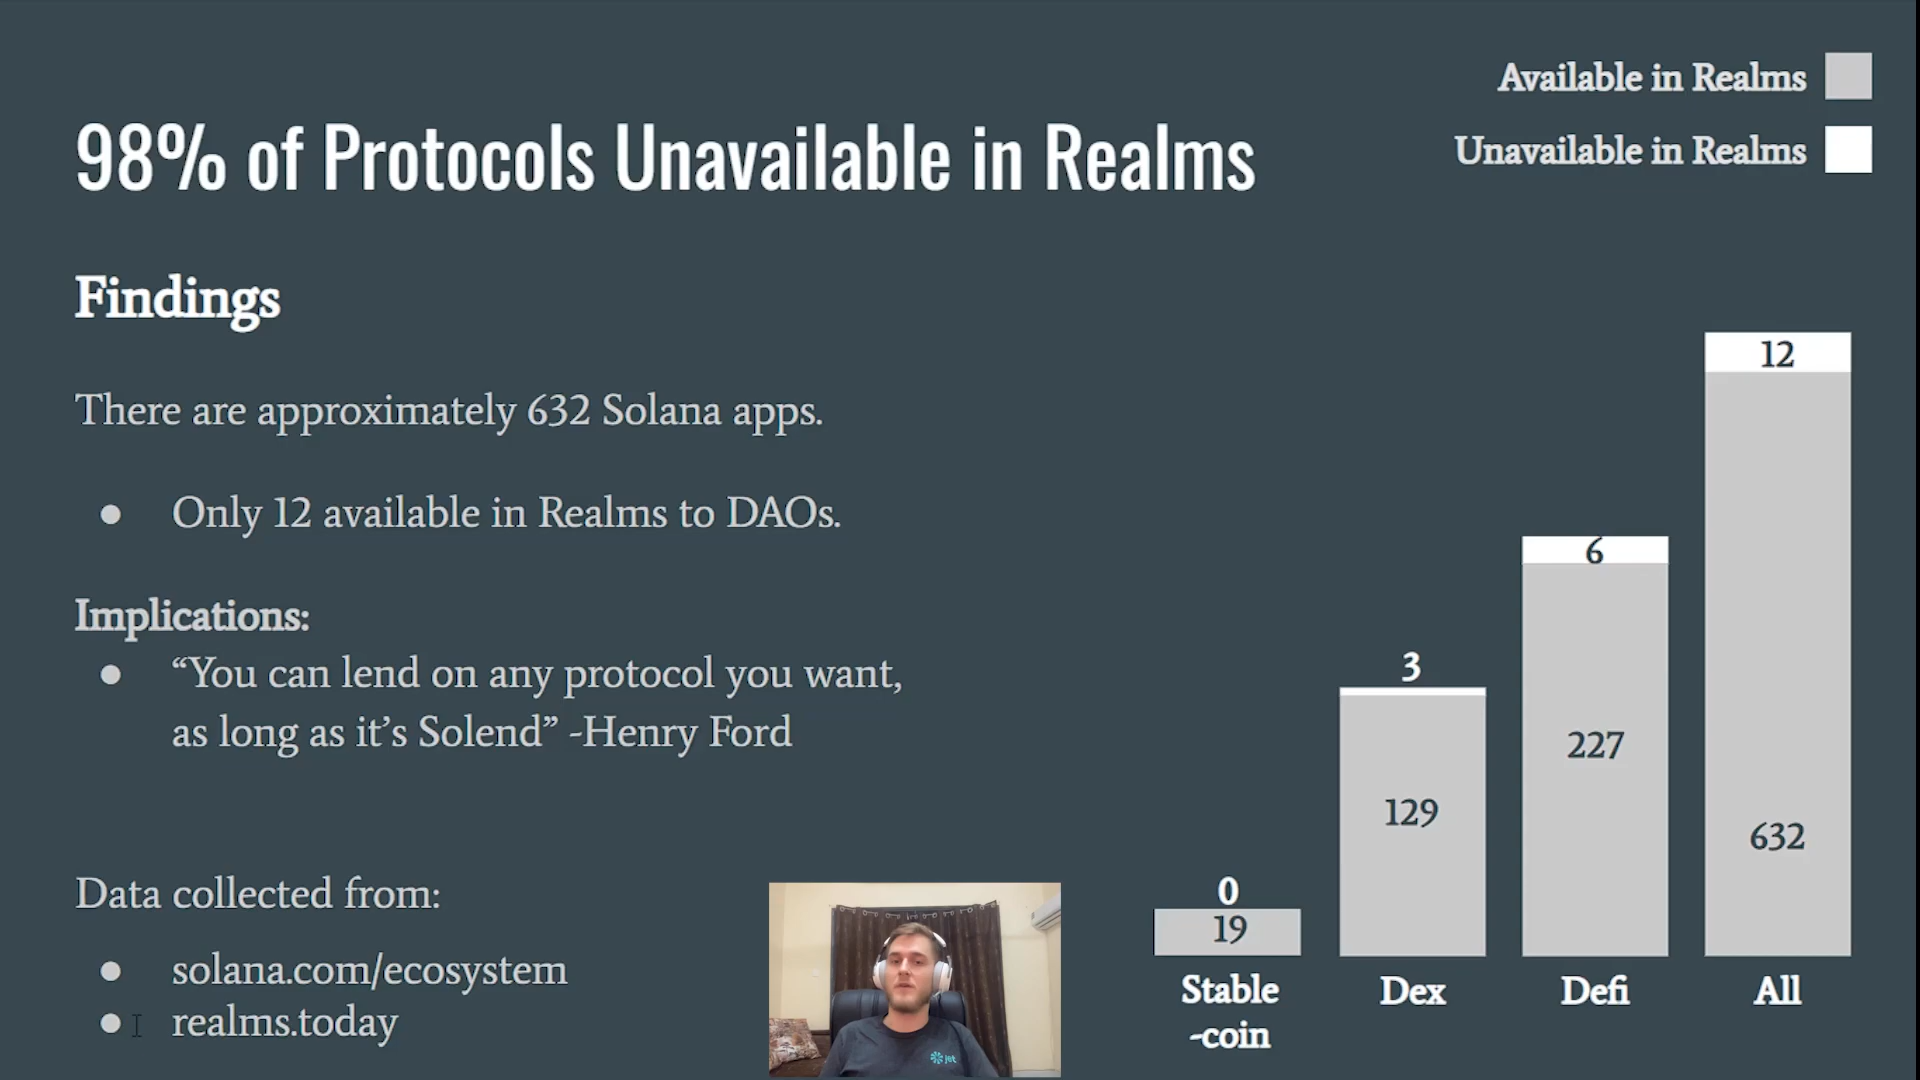 Available in Realms
Unavailable in Realms
98% of Protocols Unavailable in Realms
Findings
There are approximately 632 Solana apps.
● Only 12 available in Realms to DAOs.
Implications:
● “You can lend on any protocol you want,
as long as it’s Solend” -Henry Ford
Data collected from:
● solana.com/ecosystem
● realms.today
0
19
Stable
-coin
3
129
Dex
6
227
Defi
12
632
All
jet